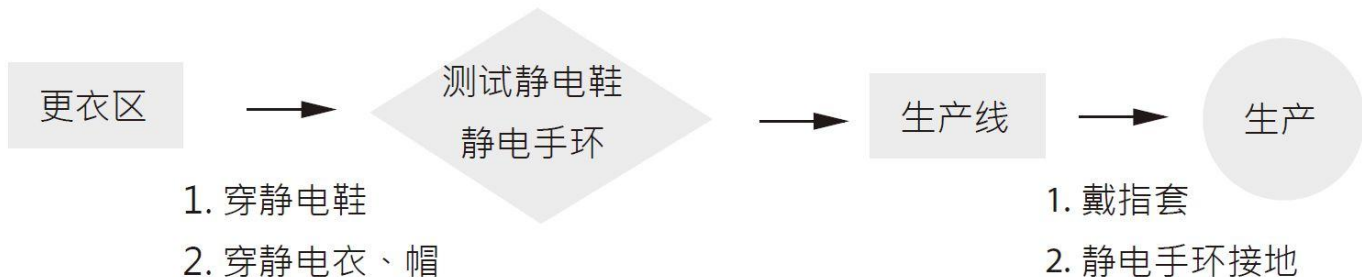 更衣区
测试静电鞋
静电手环
生产线
生产
1. 穿静电鞋
2. 穿静电衣、帽
1. 戴指套
2. 静电手环接地